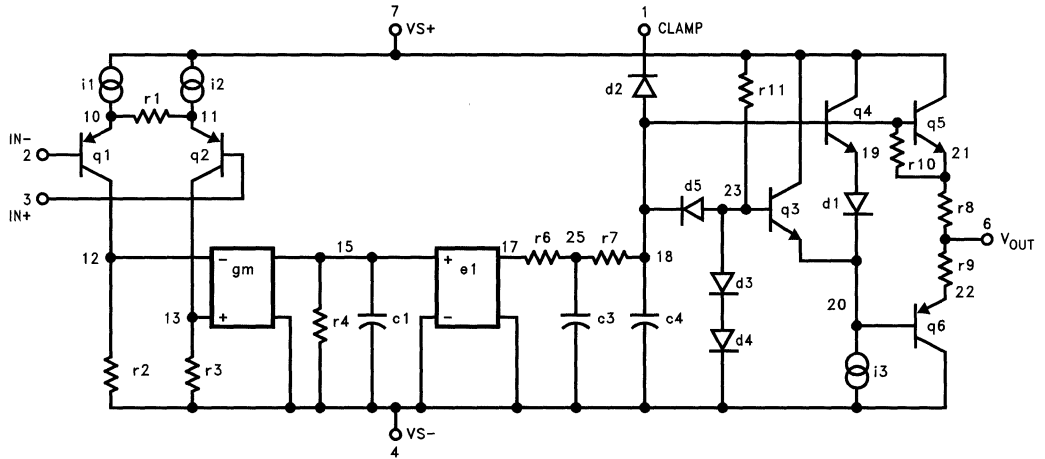 7
VS+
1
CLAMP
i1
i2
d2
r11
q4
q5
10
r1
11
IN-
2
q1
q2
19
r10
21
3
IN+
d5
23
q3
d1
r8
6
VOUT
12
gm
-
+
15
e1
+
-
17
r6
25
r7
18
r9
13
d3
20
22
r4
c1
c3
c4
q6
r2
r3
d4
i3
VS-
4